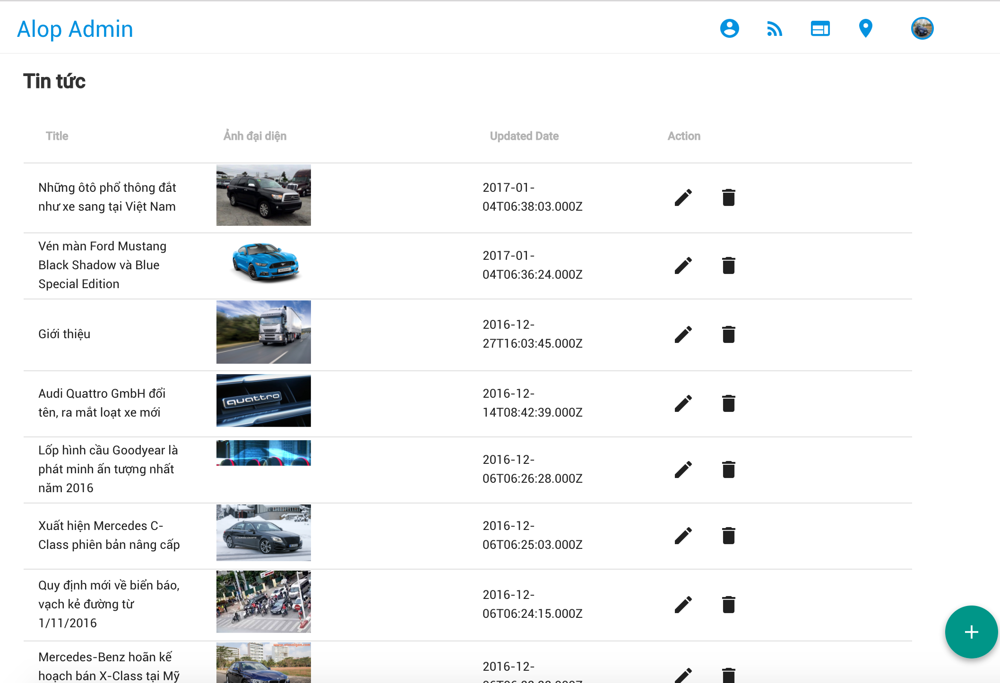 Alop Admin
Tin tức
Title
Ảnh đại diện
Updated Date
Action
Những ôtô phổ thông đắt
như xe sang tại Việt Nam
2017-01-
04T06:38:03.000Z
Vén màn Ford Mustang
Black Shadow và Blue
Special Edition
2017-01-
04T06:36:24.000Z
Giới thiệu
2016-12-
27T16:03:45.000Z
Audi Quattro GmbH đổi
tên, ra mắt loạt xe mới
quattro
2016-12-
14T08:42:39.000Z
Lốp hình cầu Goodyear là
phát minh ấn tượng nhất
năm 2016
2016-12-
06T06:26:28.000Z
Xuất hiện Mercedes C-
Class phiên bản nâng cấp
CARSCOOPS
2016-12-
06T06:25:03.000Z
Quy định mới về biển báo,
vạch kẻ đường từ
1/11/2016
2016-12-
06T06:24:15.000Z
Mercedes-Benz hoãn kế
hoạch bán X-Class tại Mỹ
www.otosaigon.com
2016-12-